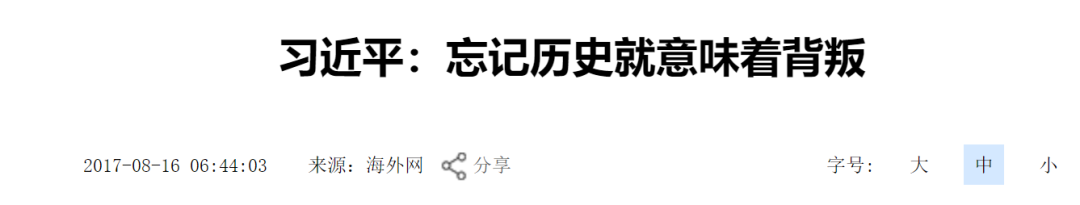 习近平：忘记历史就意味着背叛
2017-08-16 06:44:03 来源：海外网 分享 字号： 大 中 小